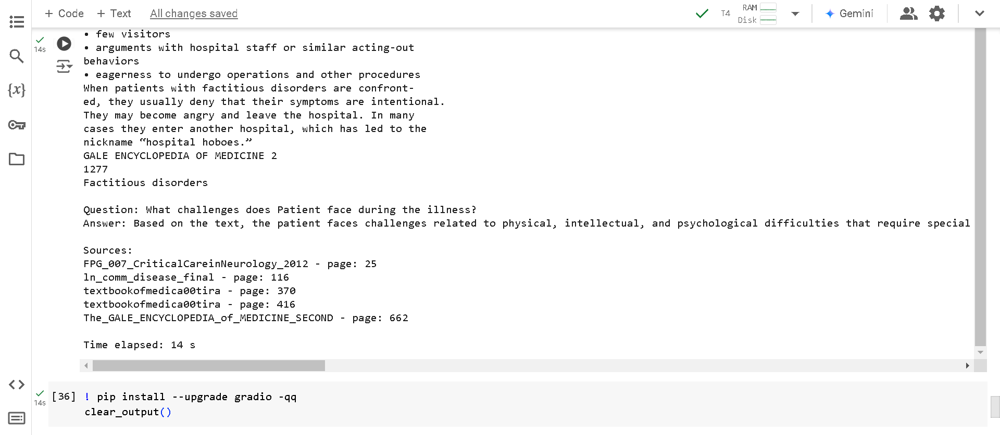 + Code + Text All changes saved
T4 RAM Disk Gemini
14s
• few visitors
• arguments with hospital staff or similar acting-out
behaviors
• eagerness to undergo operations and other procedures
When patients with factitious disorders are confront-
ed, they usually deny that their symptoms are intentional.
They may become angry and leave the hospital. In many
cases they enter another hospital, which has led to the
nickname “hospital hoboes.”
GALE ENCYCLOPEDIA OF MEDICINE 2
1277
Factitious disorders
Question: What challenges does Patient face during the illness?
Answer: Based on the text, the patient faces challenges related to physical, intellectual, and psychological difficulties that require special
Sources:
FPG_007_CriticalCareinNeurology_2012 - page: 25
ln_comm_disease_final - page: 116
textbookofmedica00tira - page: 370
textbookofmedica00tira - page: 416
The_GALE_ENCYCLOPEDIA_of_MEDICINE_SECOND - page: 662
Time elapsed: 14 s
14s
[36] ! pip install --upgrade gradio -qq
clear_output()